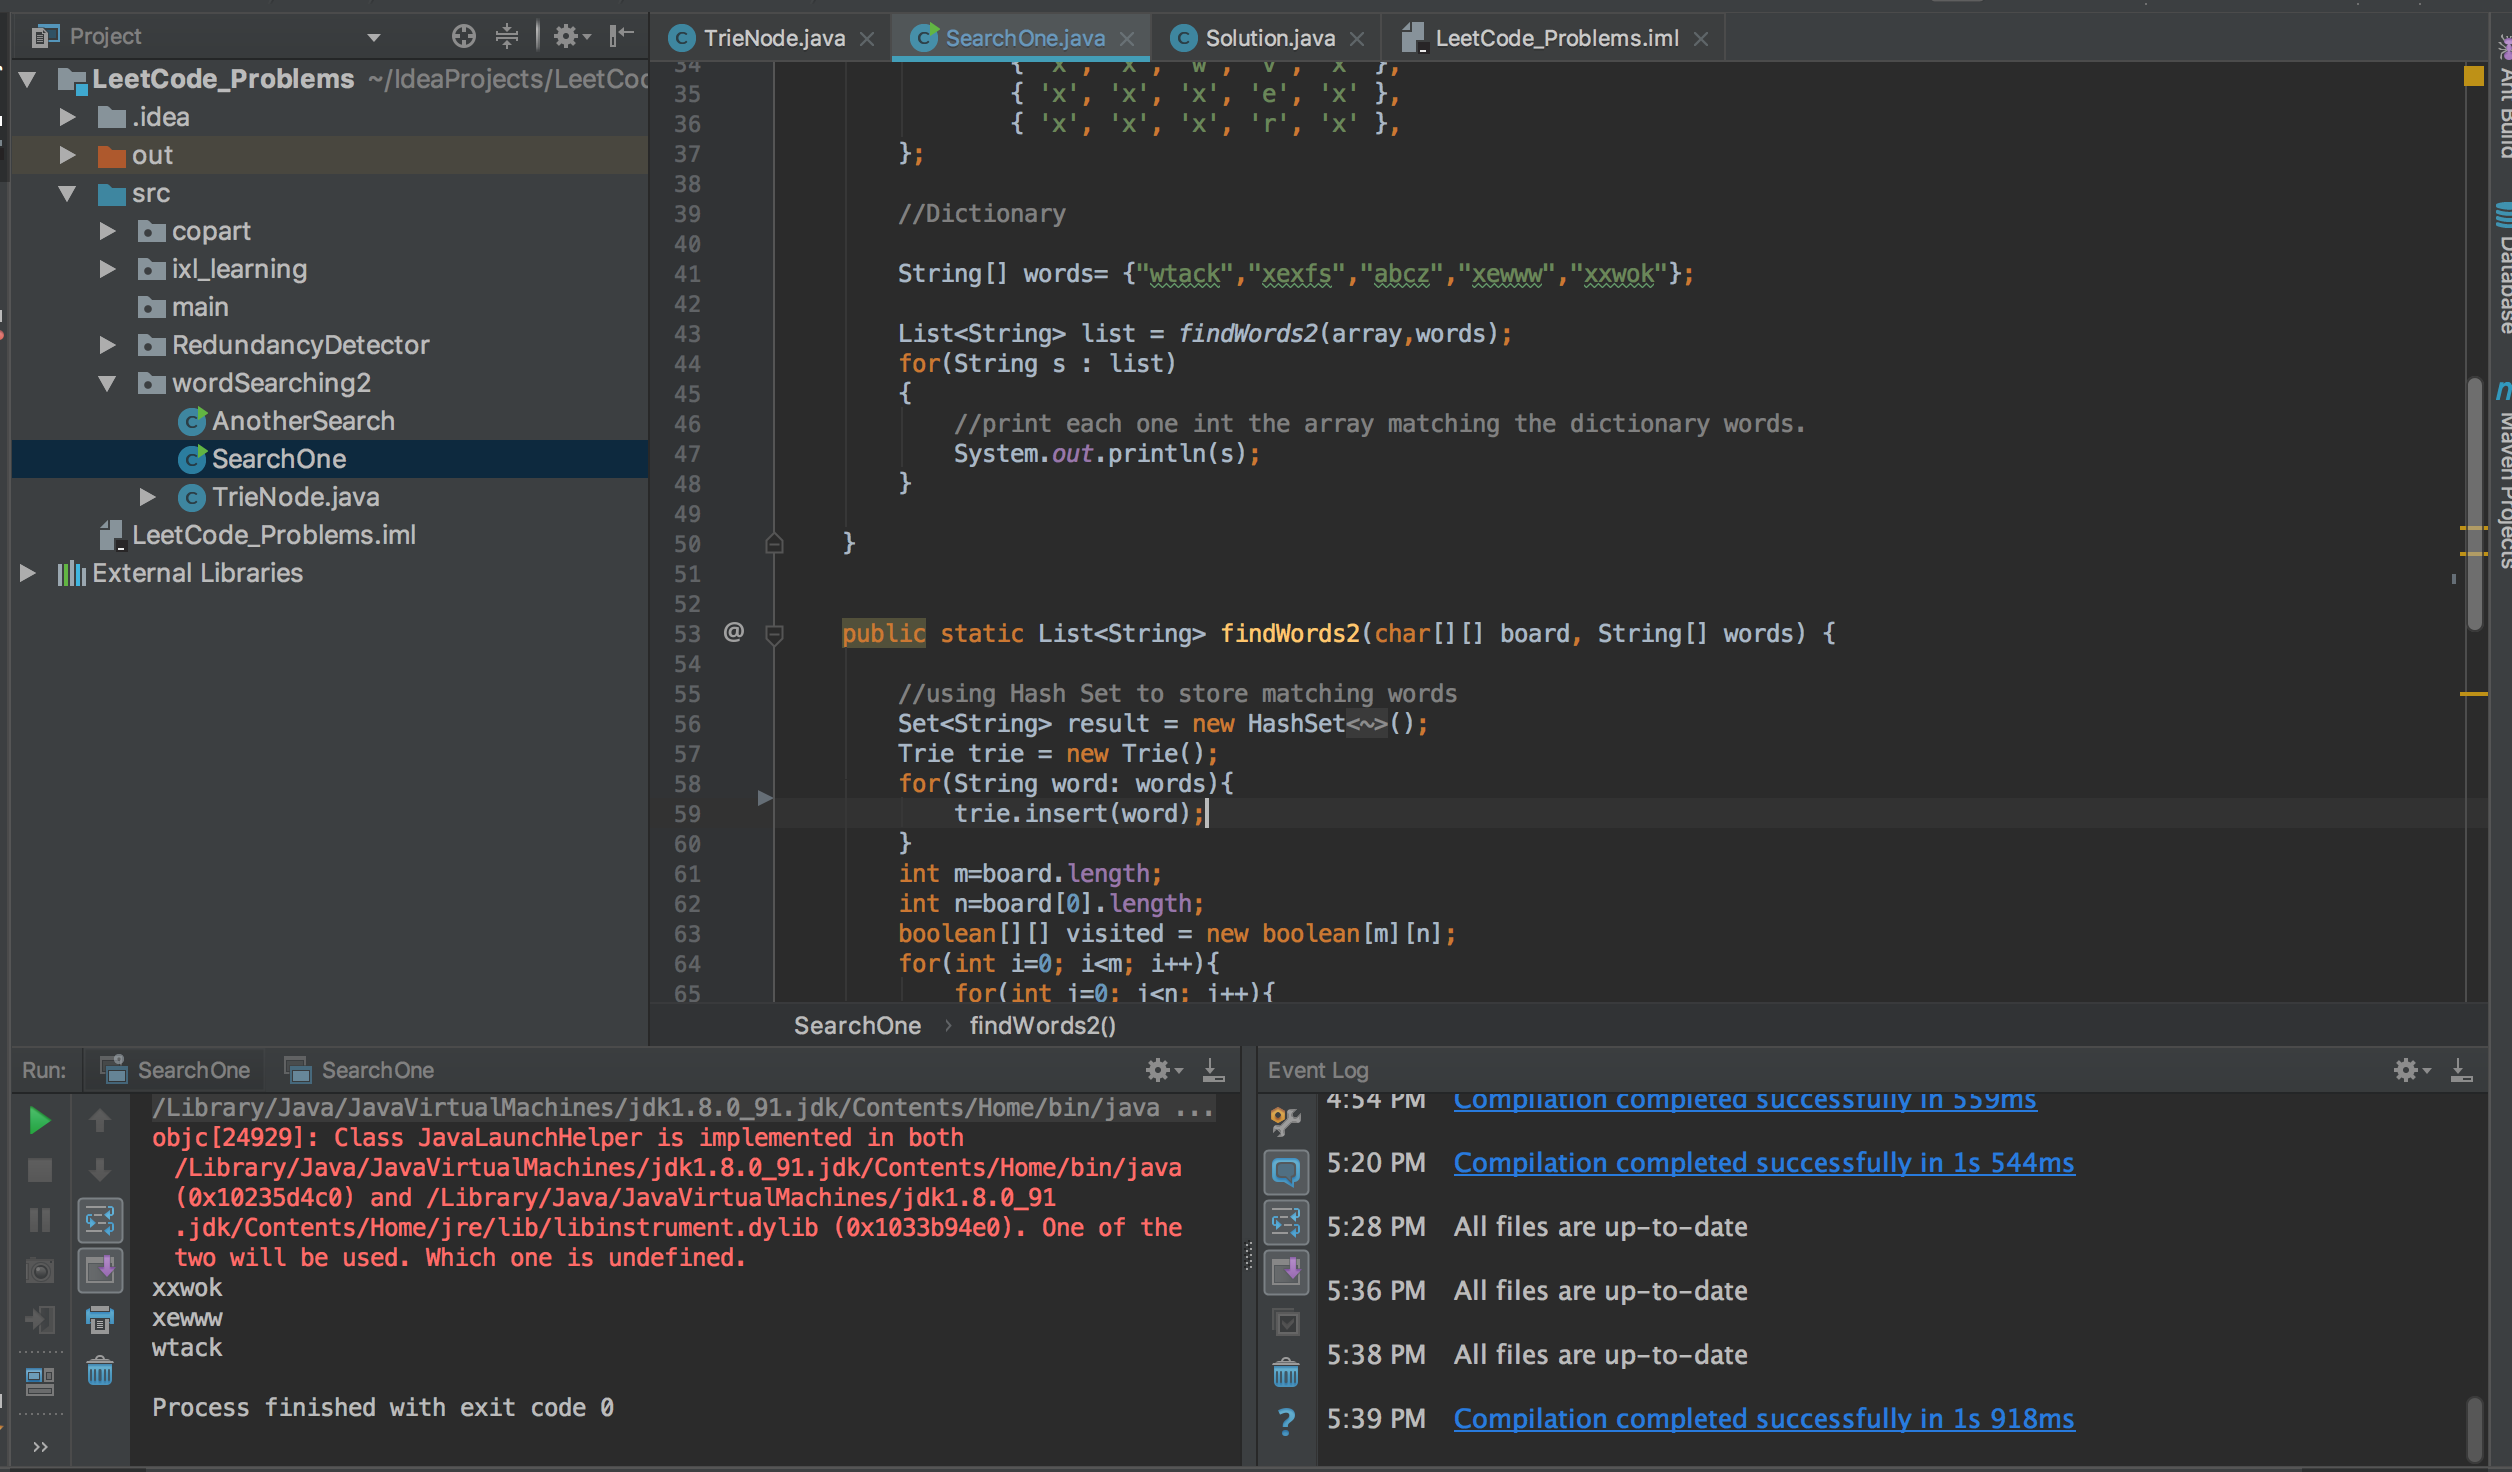 Project
LeetCode_Problems ~/IdeaProjects/LeetCod
.idea
out
src
copart
ixl_learning
main
RedundancyDetector
wordSearching2
AnotherSearch
SearchOne
TrieNode.java
LeetCode_Problems.iml
External Libraries
TrieNode.java
SearchOne.java
Solution.java
LeetCode_Problems.iml
34 { 'x', 'x', 'w', 'v', 'x' },
35 { 'x', 'x', 'x', 'e', 'x' },
36 { 'x', 'x', 'x', 'r', 'x' },
37 };
38
39 //Dictionary
40
41 String[] words= {"wtack","xexfs","abcz","xewww","xxwok"};
42
43 List<String> list = findWords2(array,words);
44 for(String s : list)
45 {
46 //print each one int the array matching the dictionary words.
47 System.out.println(s);
48 }
49
50 }
51
52
53 @ public static List<String> findWords2(char[][] board, String[] words) {
54
55 //using Hash Set to store matching words
56 Set<String> result = new HashSet<~>();
57 Trie trie = new Trie();
58 for(String word: words){
59 trie.insert(word);
60 }
61 int m=board.length;
62 int n=board[0].length;
63 boolean[][] visited = new boolean[m][n];
64 for(int i=0; i<m; i++){
65 for(int j=0; j<n; j++){
SearchOne › findWords2()
Ant Build
Database
Maven Projects
Run: SearchOne SearchOne
/Library/Java/JavaVirtualMachines/jdk1.8.0_91.jdk/Contents/Home/bin/java ...
objc[24929]: Class JavaLaunchHelper is implemented in both
/Library/Java/JavaVirtualMachines/jdk1.8.0_91.jdk/Contents/Home/bin/java
(0x10235d4c0) and /Library/Java/JavaVirtualMachines/jdk1.8.0_91
.jdk/Contents/Home/jre/lib/libinstrument.dylib (0x1033b94e0). One of the
two will be used. Which one is undefined.
xxwok
xewww
wtack
Process finished with exit code 0
Event Log
4:54 PM Compilation completed successfully in 559ms
5:20 PM Compilation completed successfully in 1s 544ms
5:28 PM All files are up-to-date
5:36 PM All files are up-to-date
5:38 PM All files are up-to-date
5:39 PM Compilation completed successfully in 1s 918ms